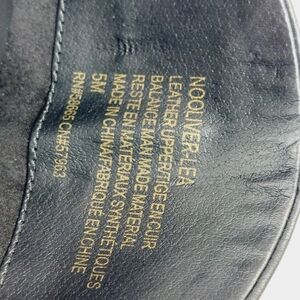 NOOLIVER-LEA
LEATHER UPPER/TIGE EN CUIR
BALANCE MAN MADE MATERIAL
RESTE EN MATÉRIAUX SYNTHÉTIQUES
MADE IN CHINA/FABRIQUÉ EN CHINE
5M